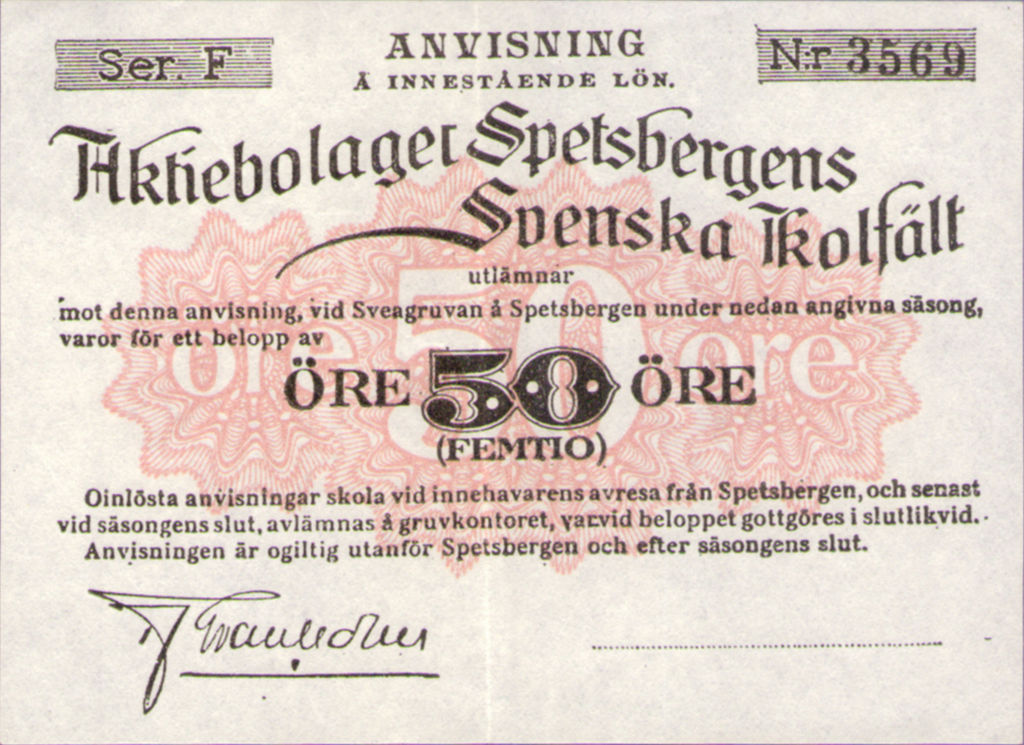 Ser. F
ANVISNING
Å INNESTÅENDE LÖN.
N:r 3569
Aktiebolaget Spetsbergens
Svenska Kolfält
utlämnar
mot denna anvisning, vid Sveagruvan å Spetsbergen under nedan angivna säsong,
varor för ett belopp av
öre 50 öre
ÖRE 50 ÖRE
(FEMTIO)
Oinlösta anvisningar skola vid innehavarens avresa från Spetsbergen, och senast
vid säsongens slut, avlämnas å gruvkontoret, varvid beloppet gottgöres i slutlikvid.
Anvisningen är ogiltig utanför Spetsbergen och efter säsongens slut.